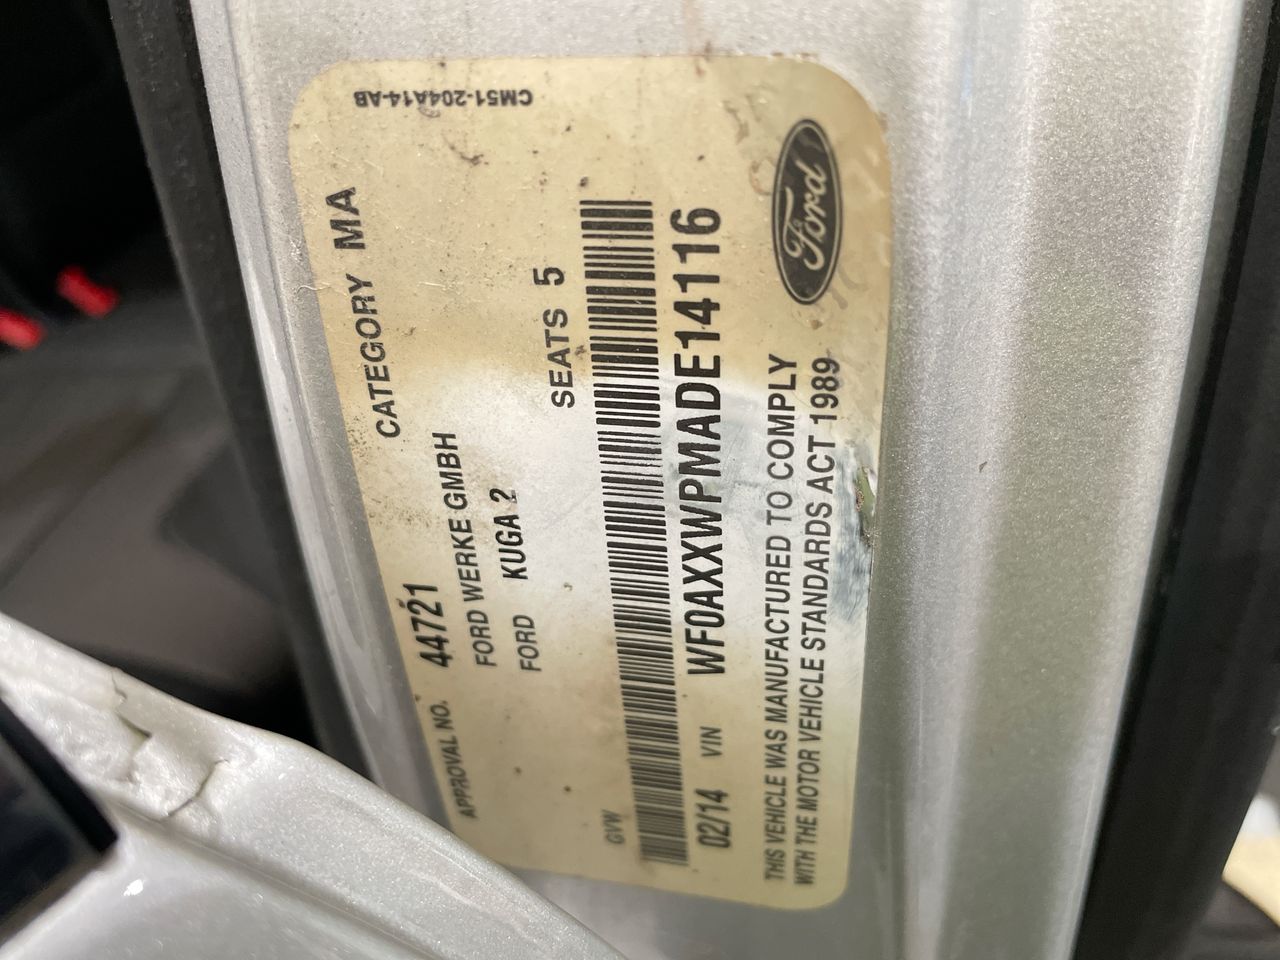 CM51-204A14-AB
APPROVAL NO. 44721 CATEGORY MA
FORD WERKE GMBH
FORD KUGA 2
SEATS 5
GVW
02/14 VIN WF0AXXWPMADE14116
THIS VEHICLE WAS MANUFACTURED TO COMPLY
WITH THE MOTOR VEHICLE STANDARDS ACT 1989
Ford